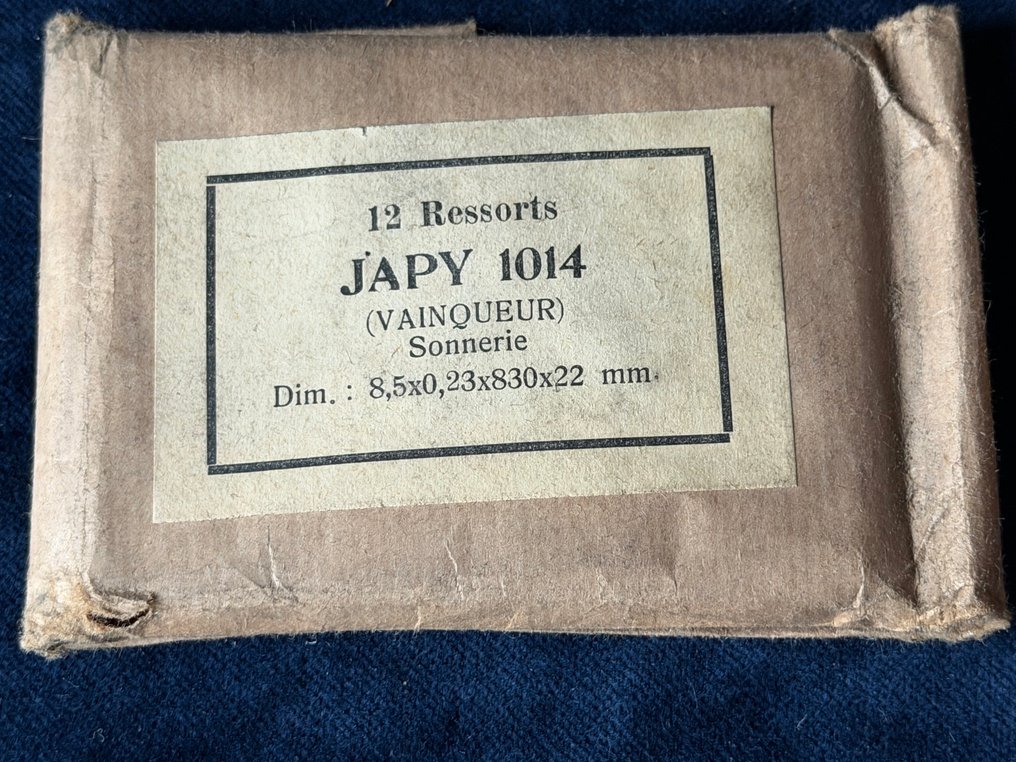 12 Ressorts
JAPY 1014
(VAINQUEUR)
Sonnerie
Dim. : 8,5x0,23x830x22 mm.